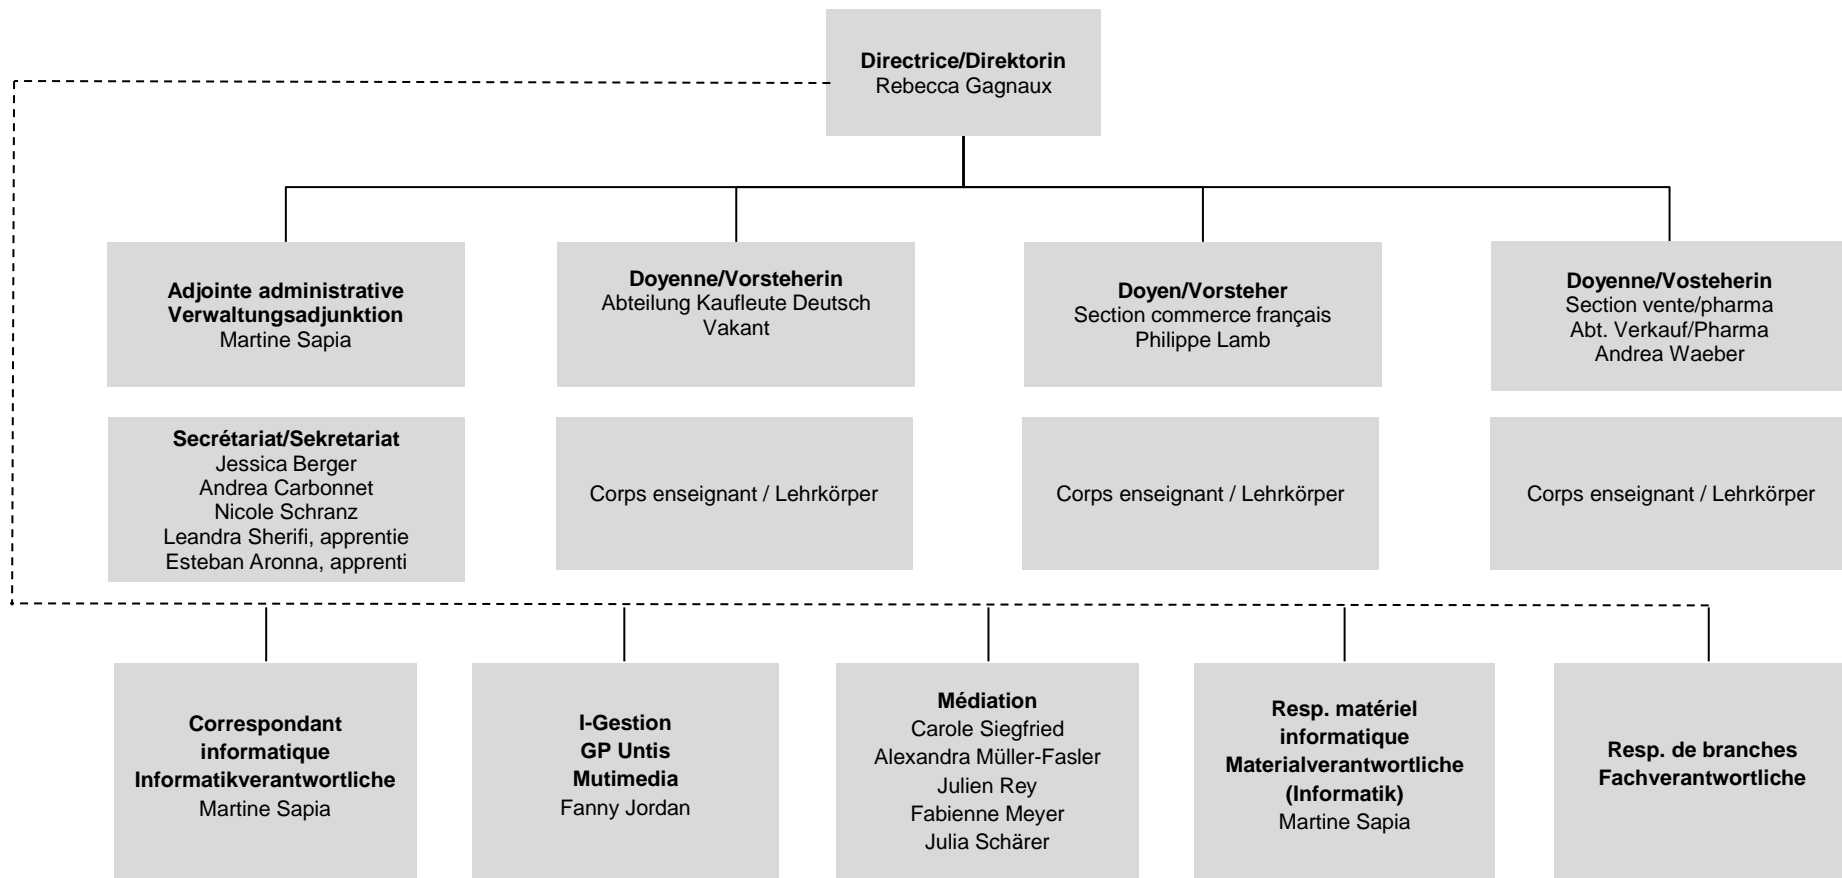 Directrice/Direktorin
Rebecca Gagnaux
Adjointe administrative
Verwaltungsadjunktion
Martine Sapia
Doyenne/Vorsteherin
Abteilung Kaufleute Deutsch
Vakant
Doyen/Vorsteher
Section commerce français
Philippe Lamb
Doyenne/Vosteherin
Section vente/pharma
Abt. Verkauf/Pharma
Andrea Waeber
Secrétariat/Sekretariat
Jessica Berger
Andrea Carbonnet
Nicole Schranz
Leandra Sherifi, apprentie
Esteban Aronna, apprenti
Corps enseignant / Lehrkörper
Corps enseignant / Lehrkörper
Corps enseignant / Lehrkörper
Correspondant
informatique
Informatikverantwortliche
Martine Sapia
I-Gestion
GP Untis
Mutimedia
Fanny Jordan
Médiation
Carole Siegfried
Alexandra Müller-Fasler
Julien Rey
Fabienne Meyer
Julia Schärer
Resp. matériel
informatique
Materialverantwortliche
(Informatik)
Martine Sapia
Resp. de branches
Fachverantwortliche